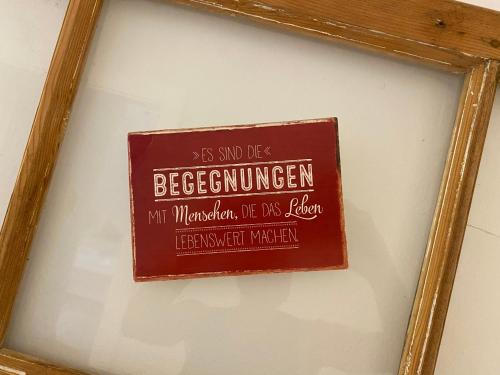 »ES SIND DIE«
BEGEGNUNGEN
MIT Menschen, DIE DAS Leben
LEBENSWERT MACHEN.